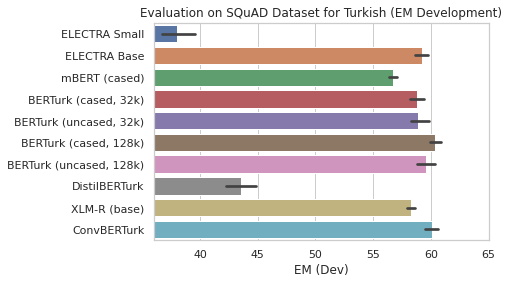 Evaluation on SQuAD Dataset for Turkish (EM Development)
ELECTRA Small
ELECTRA Base
mBERT (cased)
BERTurk (cased, 32k)
BERTurk (uncased, 32k)
BERTurk (cased, 128k)
BERTurk (uncased, 128k)
DistilBERTurk
XLM-R (base)
ConvBERTurk
40 45 50 55 60 65
EM (Dev)